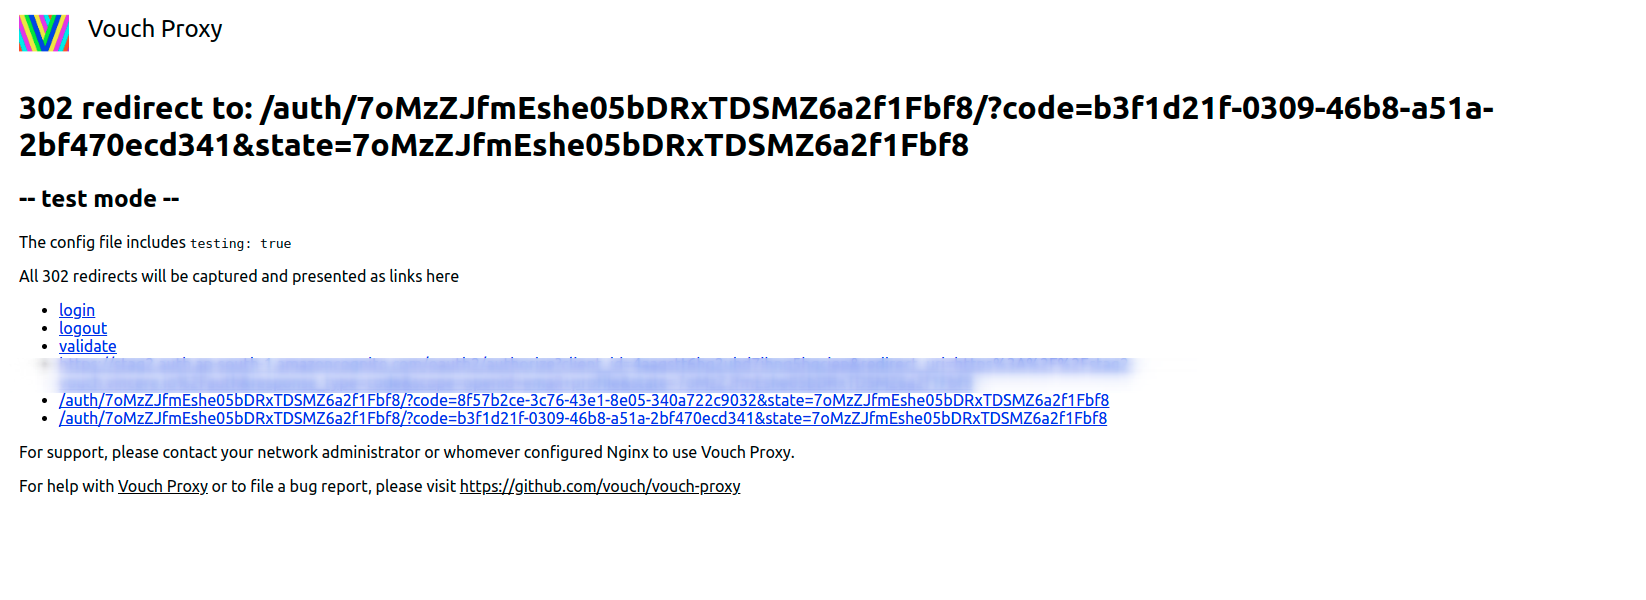 Vouch Proxy
302 redirect to: /auth/7oMzZJfmEshe05bDRxTDSMZ6a2f1Fbf8/?code=b3f1d21f-0309-46b8-a51a-
2bf470ecd341&state=7oMzZJfmEshe05bDRxTDSMZ6a2f1Fbf8
-- test mode --
The config file includes testing: true
All 302 redirects will be captured and presented as links here
login
logout
validate
/auth/7oMzZJfmEshe05bDRxTDSMZ6a2f1Fbf8/?code=8f57b2ce-3c76-43e1-8e05-340a722c9032&state=7oMzZJfmEshe05bDRxTDSMZ6a2f1Fbf8
/auth/7oMzZJfmEshe05bDRxTDSMZ6a2f1Fbf8/?code=b3f1d21f-0309-46b8-a51a-2bf470ecd341&state=7oMzZJfmEshe05bDRxTDSMZ6a2f1Fbf8
For support, please contact your network administrator or whomever configured Nginx to use Vouch Proxy.
For help with Vouch Proxy or to file a bug report, please visit https://github.com/vouch/vouch-proxy